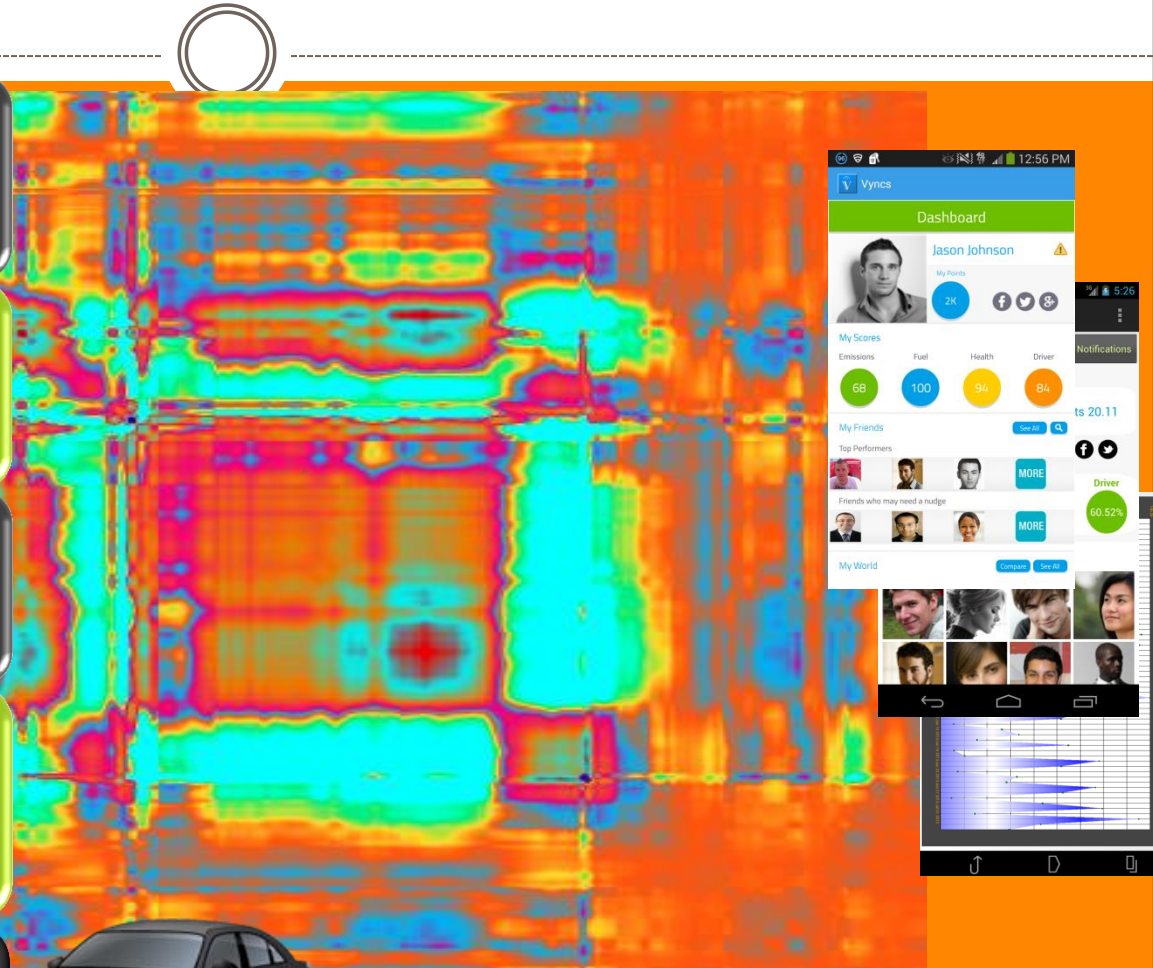 12:56 PM
Vyncs
Dashboard
Jason Johnson
My Points
2K
My Scores
Emissions Fuel Health Driver
68 100 94 84
My Friends See All
Top Performers
MORE
Friends who may need a nudge
MORE
My World Compare See All
3G 5:26
Notifications
ts 20.11
Driver
60.52%